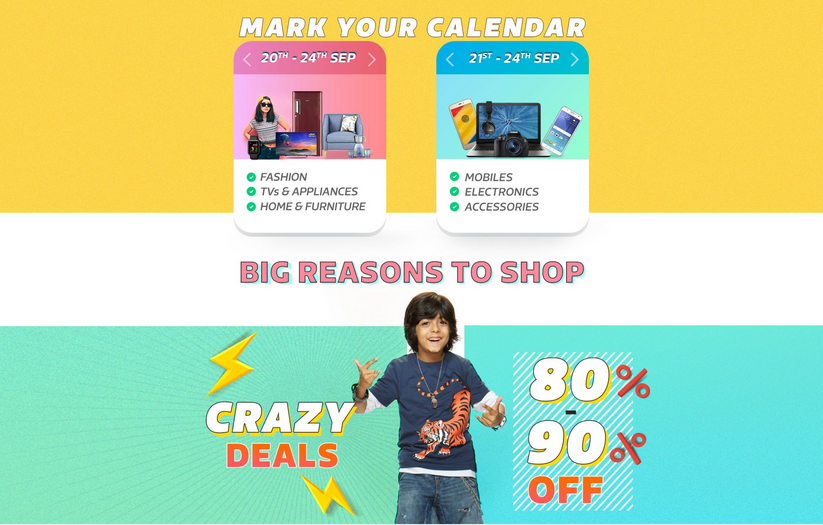 MARK YOUR CALENDAR
20TH - 24TH SEP
FASHION
TVs & APPLIANCES
HOME & FURNITURE
21ST - 24TH SEP
MOBILES
ELECTRONICS
ACCESSORIES
BIG REASONS TO SHOP
CRAZY
DEALS
80%
-
90%
OFF